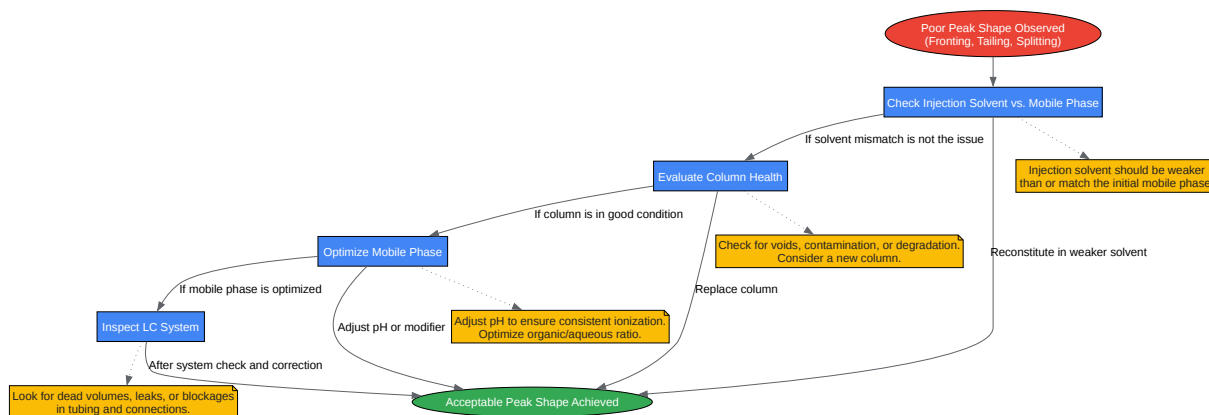 Poor Peak Shape Observed
(Fronting, Tailing, Splitting)
Check Injection Solvent vs. Mobile Phase
If solvent mismatch is not the issue
Injection solvent should be weaker
than or match the initial mobile phase.
Evaluate Column Health
If column is in good condition
Check for voids, contamination, or degradation.
Consider a new column.
Reconstitute in weaker solvent
Optimize Mobile Phase
If mobile phase is optimized
Replace column
Adjust pH to ensure consistent ionization.
Optimize organic/aqueous ratio.
Inspect LC System
Adjust pH or modifier
After system check and correction
Look for dead volumes, leaks, or blockages
in tubing and connections.
Acceptable Peak Shape Achieved